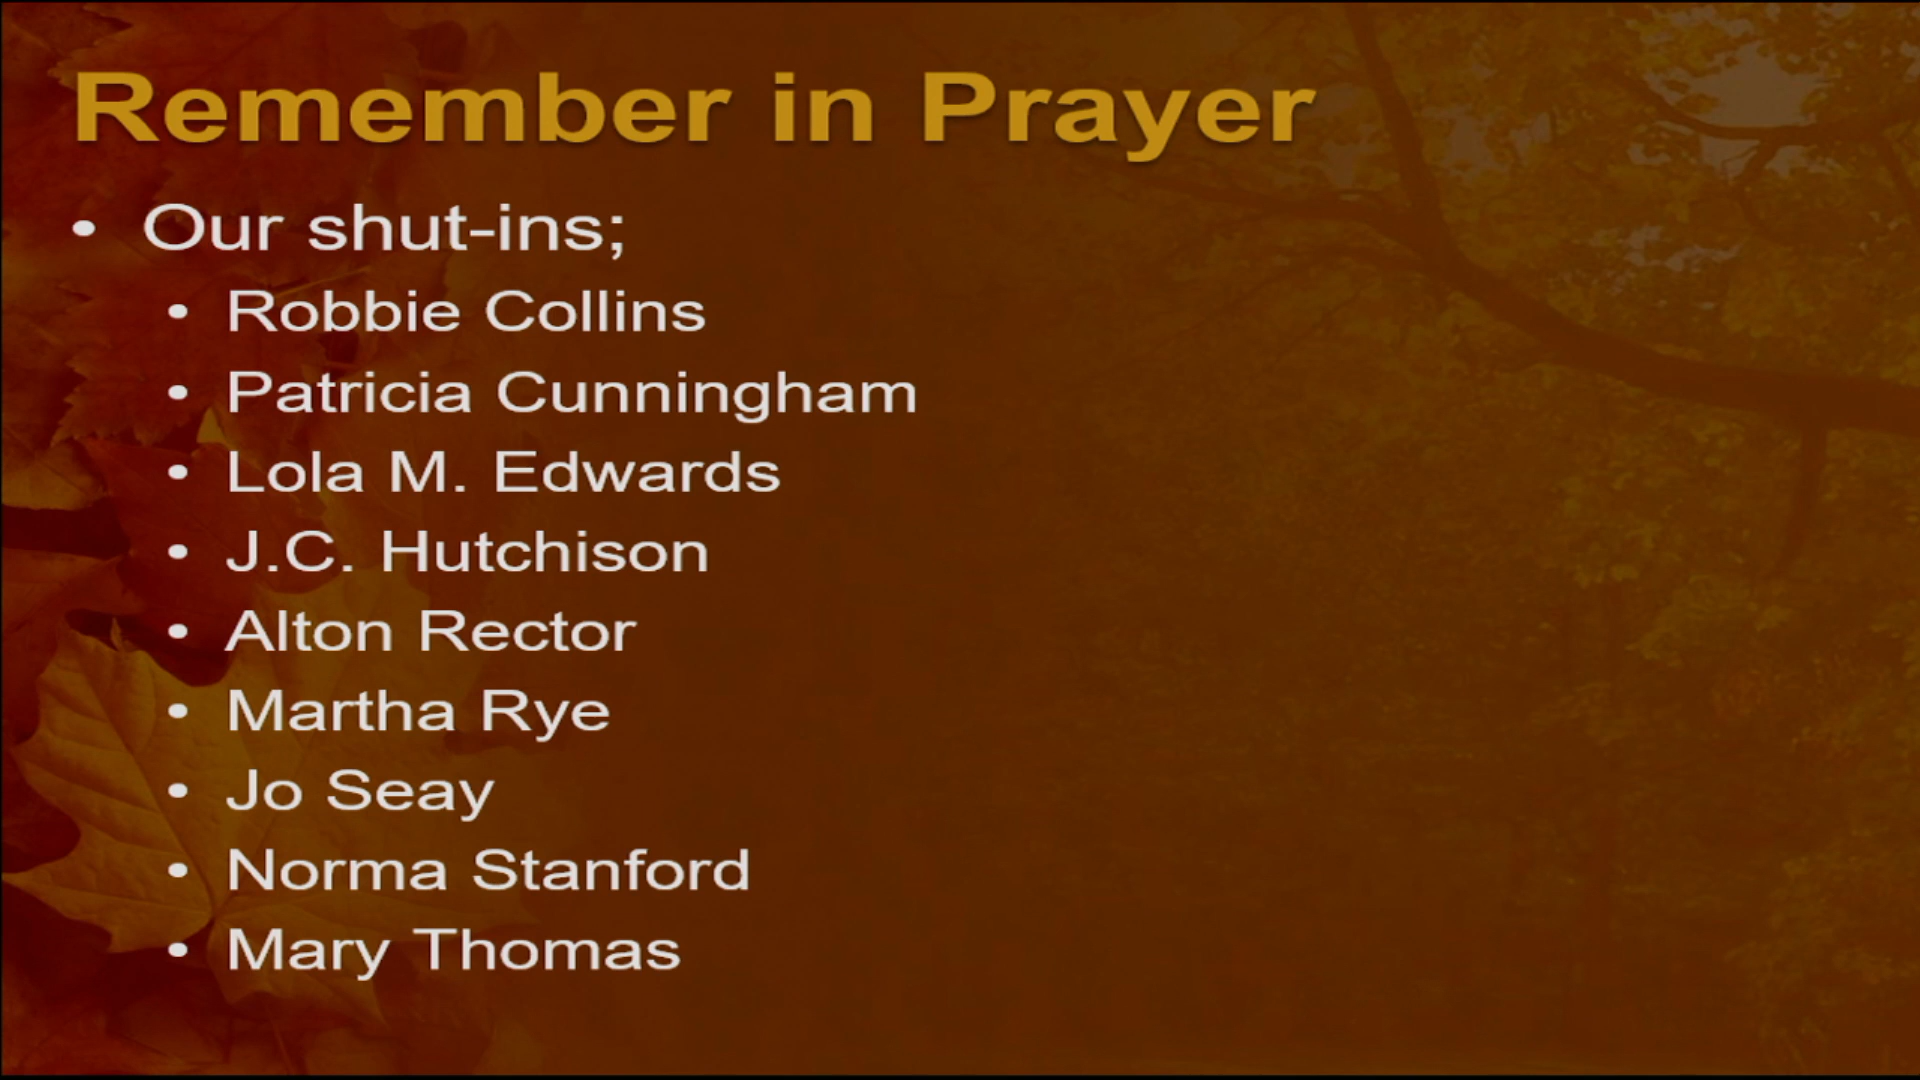 Remember in Prayer
• Our shut-ins;
• Robbie Collins
• Patricia Cunningham
• Lola M. Edwards
• J.C. Hutchison
• Alton Rector
• Martha Rye
• Jo Seay
• Norma Stanford
• Mary Thomas